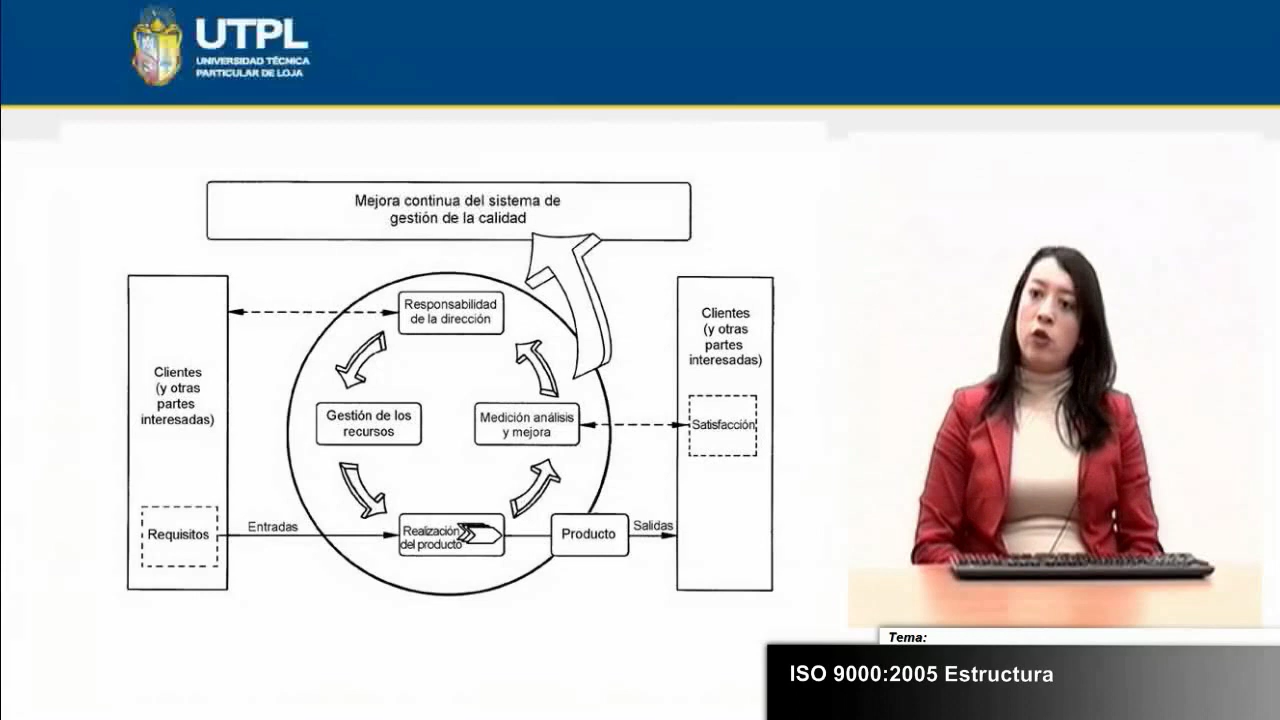 UTPL
UNIVERSIDAD TÉCNICA
PARTICULAR DE LOJA
Mejora continua del sistema de
gestión de la calidad
Responsabilidad
de la dirección
Clientes
(y otras
partes
interesadas)
Clientes
(y otras
partes
interesadas)
Gestión de los
recursos
Medición análisis
y mejora
Satisfacción
Requisitos
Entradas
Realización
del producto
Producto
Salidas
Tema:
ISO 9000:2005 Estructura